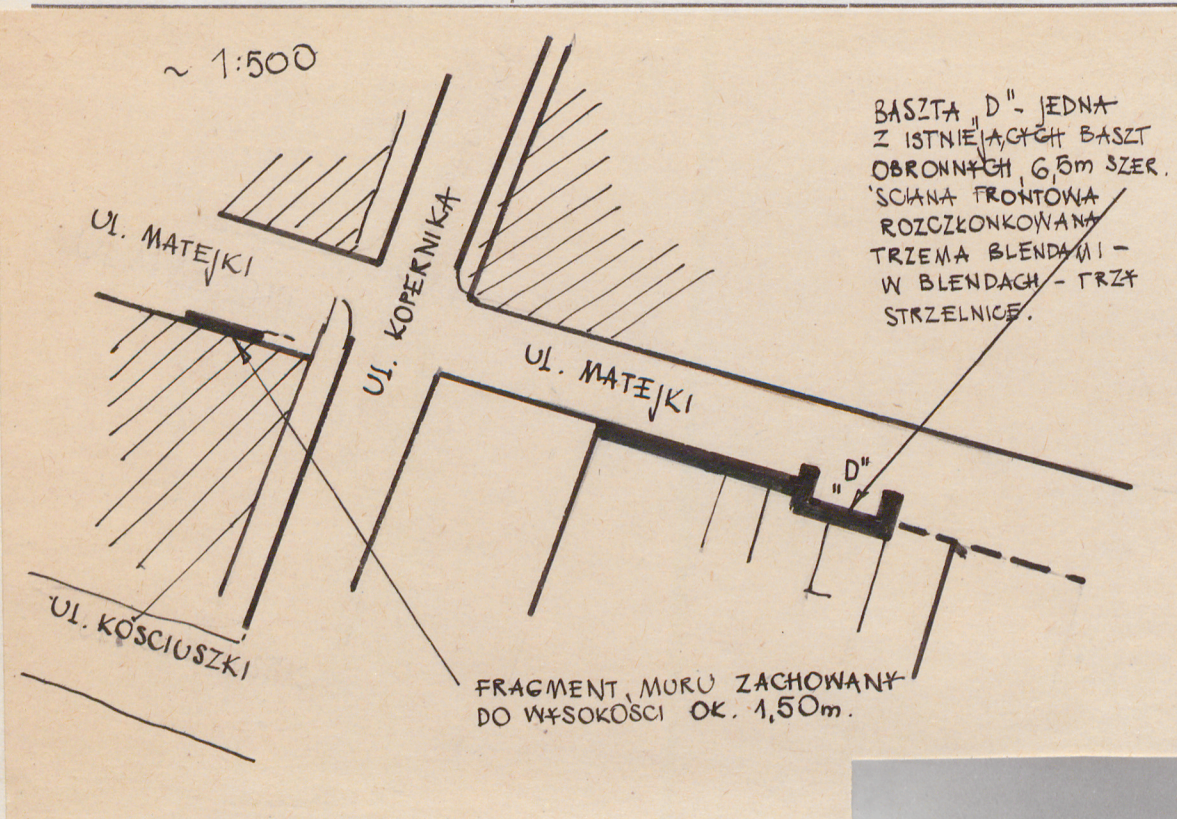 ~ 1:500
BASZTA „D” - JEDNA
Z ISTNIEJĄCYCH BASZT
OBRONNYCH, 6,5m SZER.
ŚCIANA FRONTOWA
ROZCZŁONKOWANA
TRZEMA BLENDAMI -
W BLENDACH - TRZY
STRZELNICE.
Ul. MATEJKI
Ul. KOPERNIKA
Ul. MATEJKI
„D”
Ul. KOŚCIUSZKI
FRAGMENT MURU ZACHOWANY
DO WYSOKOŚCI OK. 1,50m.